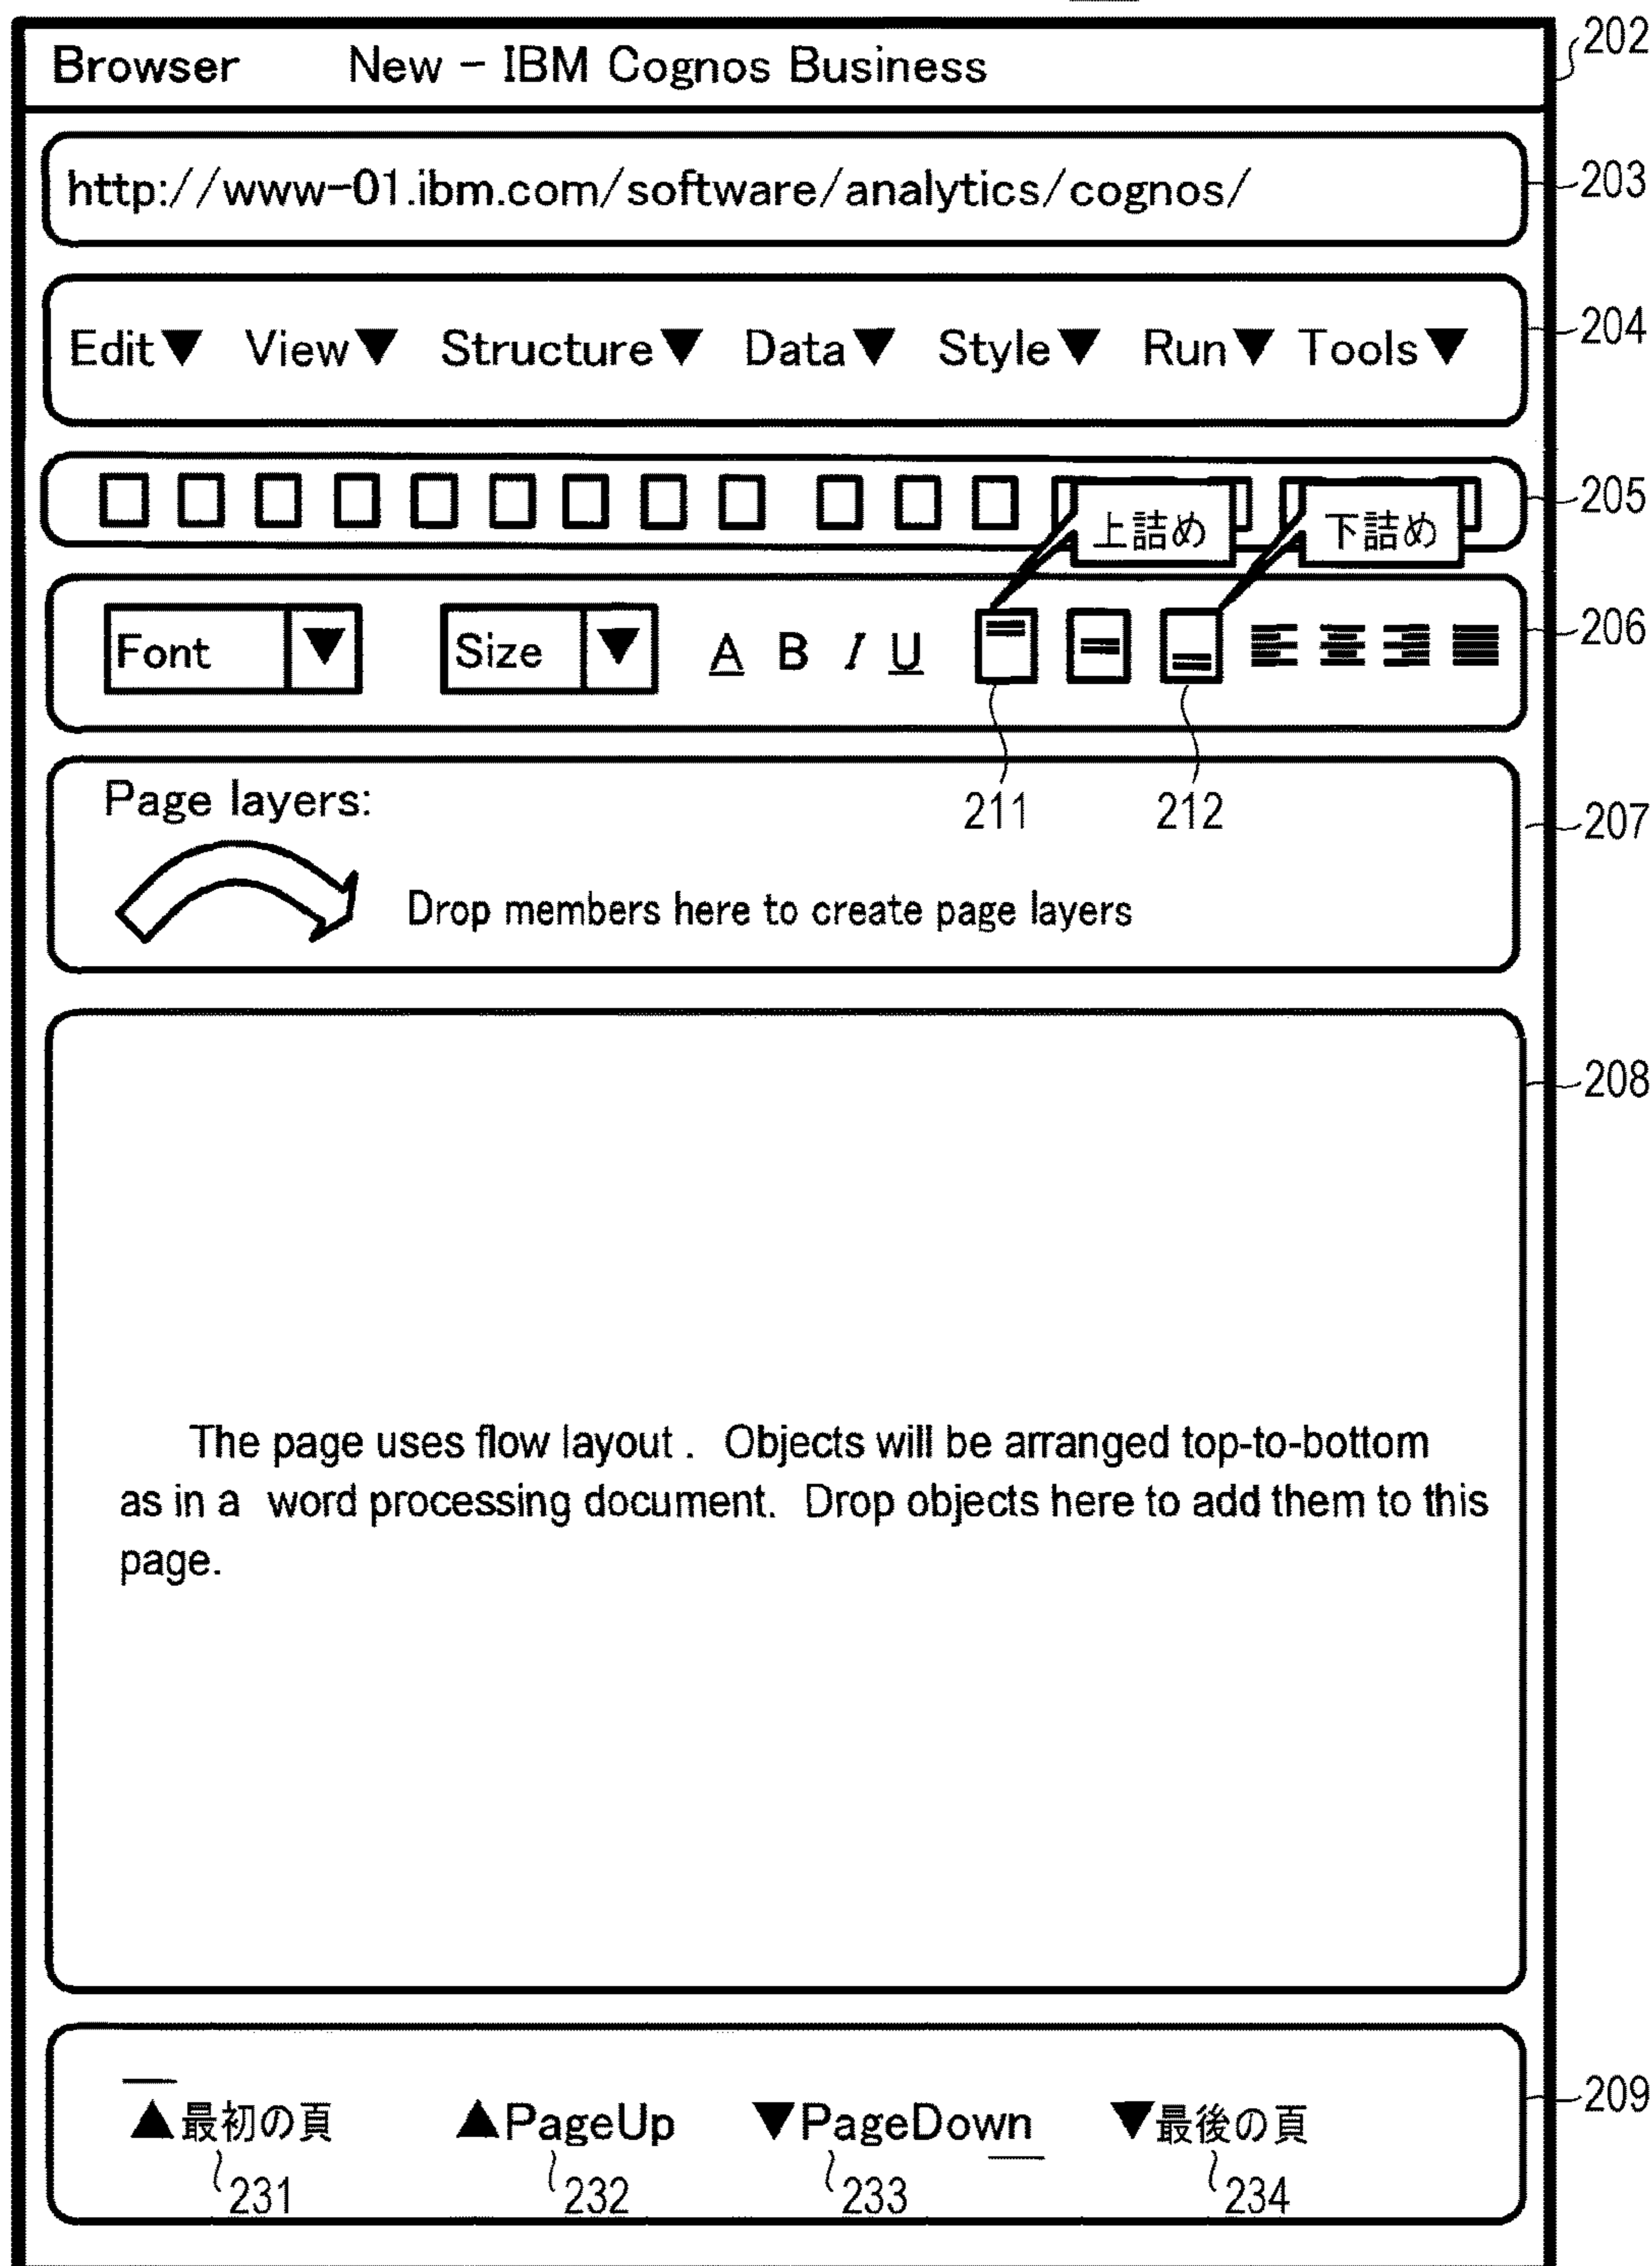 Browser New - IBM Cognos Business
202
http://www-01.ibm.com/software/analytics/cognos/
203
Edit▼ View▼ Structure▼ Data▼ Style▼ Run▼ Tools▼
204
上詰め 下詰め
205
Font ▼ Size ▼ A B I U
206
211 212
Page layers:
207
Drop members here to create page layers
208
The page uses flow layout . Objects will be arranged top-to-bottom
as in a word processing document. Drop objects here to add them to this
page.
209
▲最初の頁 ▲PageUp ▼PageDown ▼最後の頁
231 232 233 234